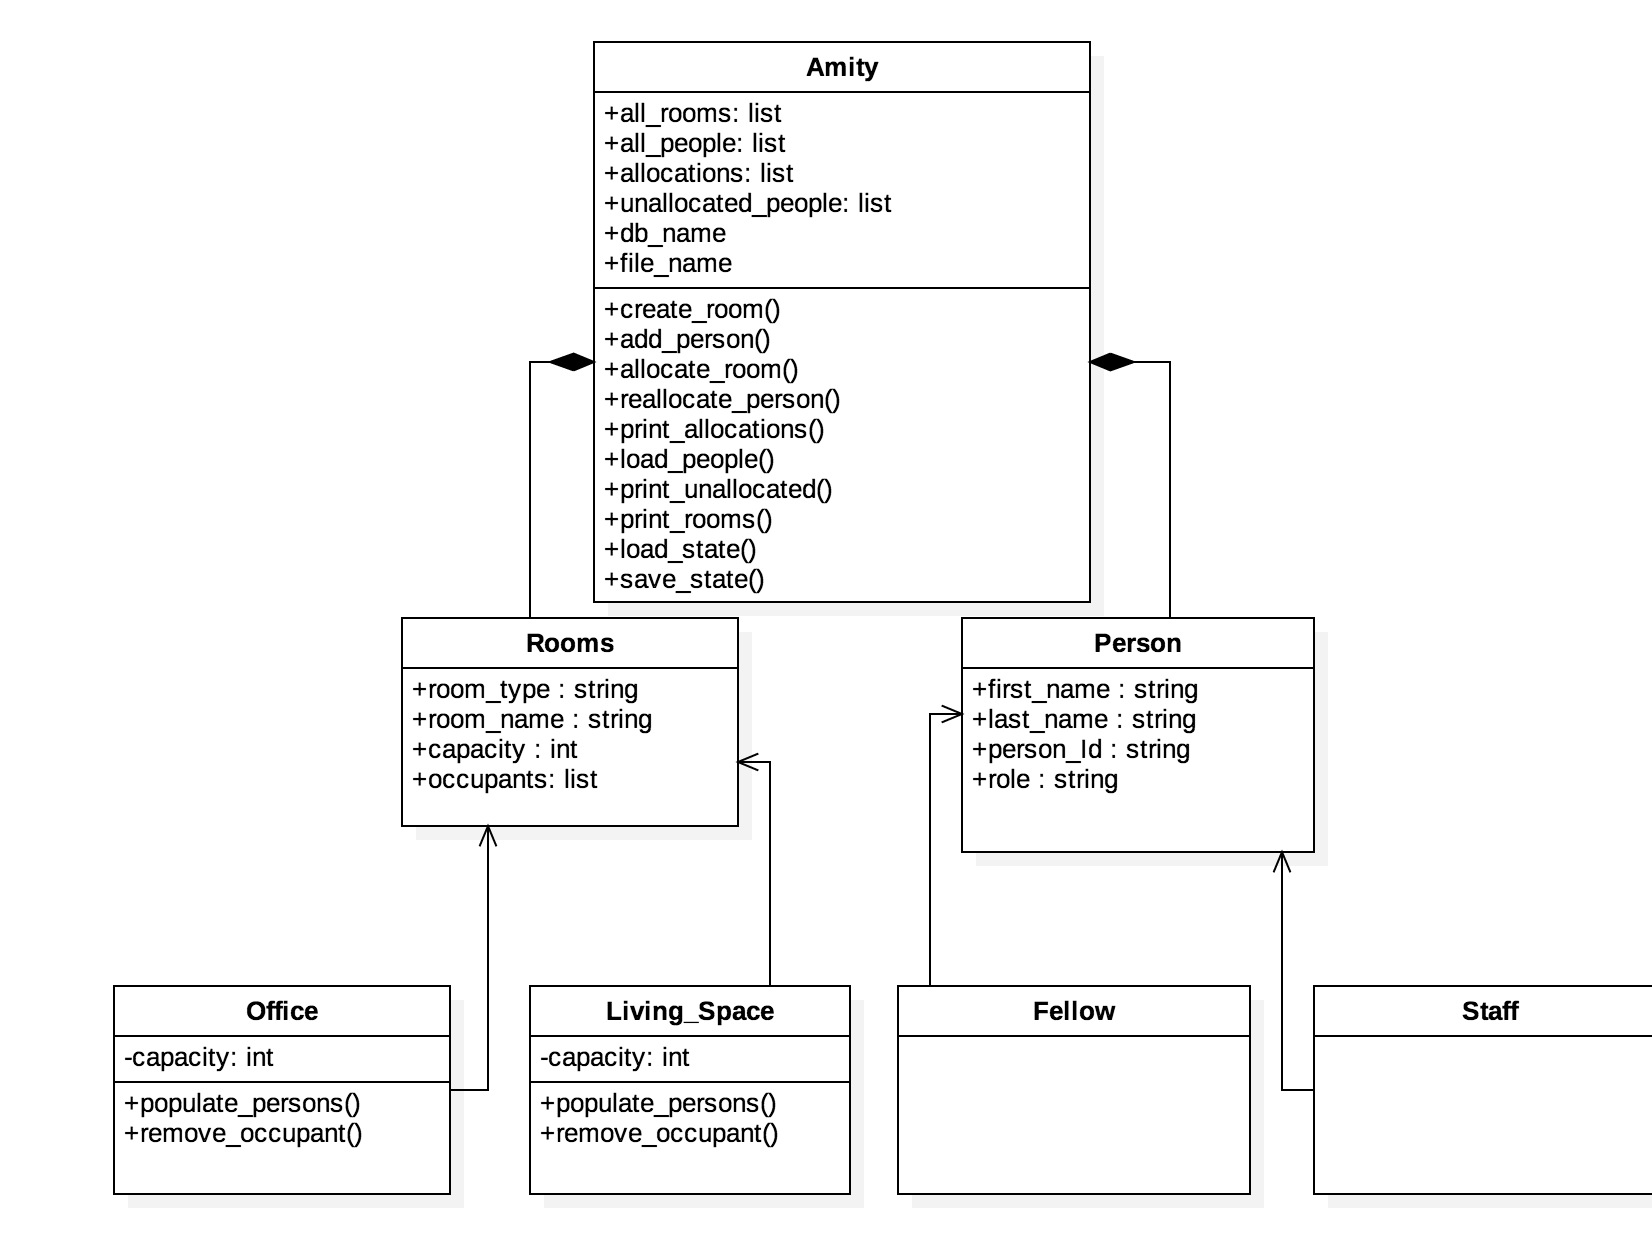 Amity
+all_rooms: list
+all_people: list
+allocations: list
+unallocated_people: list
+db_name
+file_name
+create_room()
+add_person()
+allocate_room()
+reallocate_person()
+print_allocations()
+load_people()
+print_unallocated()
+print_rooms()
+load_state()
+save_state()
Rooms
+room_type : string
+room_name : string
+capacity : int
+occupants: list
Person
+first_name : string
+last_name : string
+person_Id : string
+role : string
Office
-capacity: int
+populate_persons()
+remove_occupant()
Living_Space
-capacity: int
+populate_persons()
+remove_occupant()
Fellow
Staff